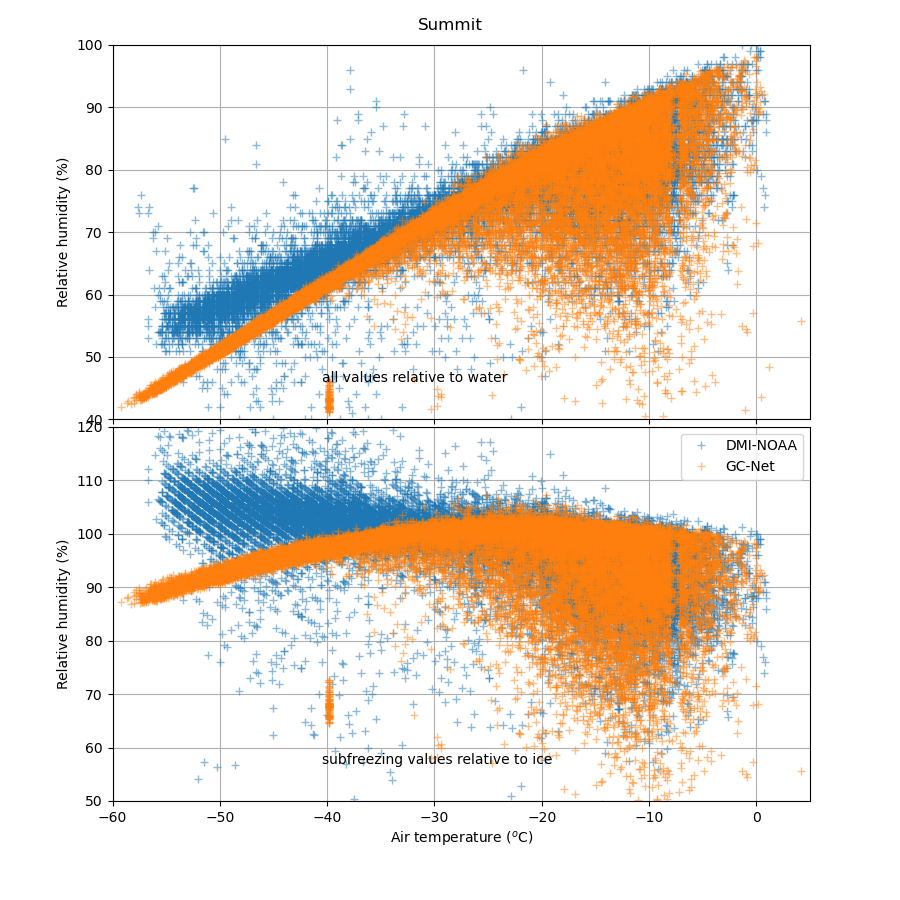 Summit
100
90
80
70
60
50
40
Relative humidity (%)
all values relative to water
120
110
100
90
80
70
60
50
Relative humidity (%)
DMI-NOAA
GC-Net
subfreezing values relative to ice
−60 −50 −40 −30 −20 −10 0
Air temperature (°C)